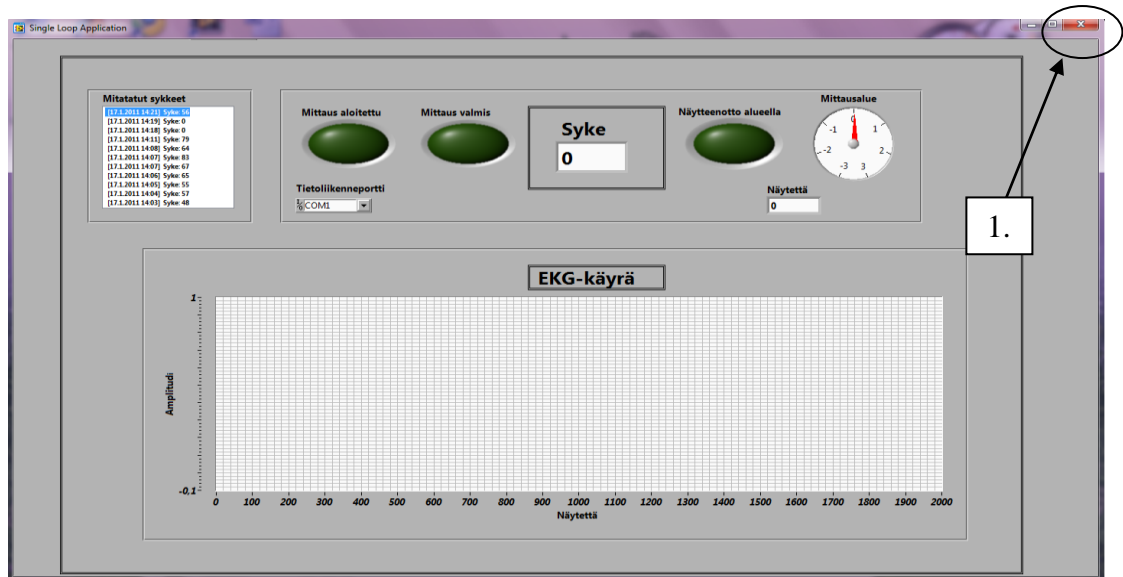 Single Loop Application
Mitatatut sykkeet
[17.1.2011 14:21] Syke: 56
[17.1.2011 14:19] Syke: 0
[17.1.2011 14:18] Syke: 0
[17.1.2011 14:11] Syke: 79
[17.1.2011 14:08] Syke: 64
[17.1.2011 14:07] Syke: 83
[17.1.2011 14:07] Syke: 67
[17.1.2011 14:06] Syke: 65
[17.1.2011 14:05] Syke: 55
[17.1.2011 14:04] Syke: 57
[17.1.2011 14:03] Syke: 48
Mittaus aloitettu
Mittaus valmis
Tietoliikenneportti
COM1
Syke
0
Näytteenotto alueella
Mittausalue
-3 -2 -1 0 1 2 3
Näytettä
0
1.
EKG-käyrä
Amplitudi
1
-0,1
0 100 200 300 400 500 600 700 800 900 1000 1100 1200 1300 1400 1500 1600 1700 1800 1900 2000
Näytettä